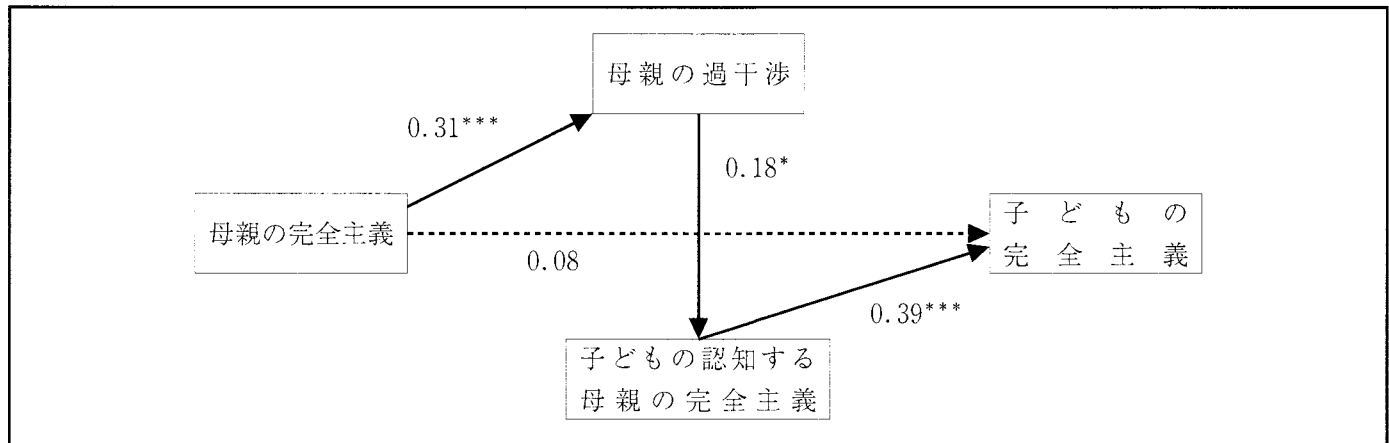 母親の過干渉
0.31***
0.18*
母親の完全主義
子どもの
完全主義
0.08
0.39***
子どもの認知する
母親の完全主義